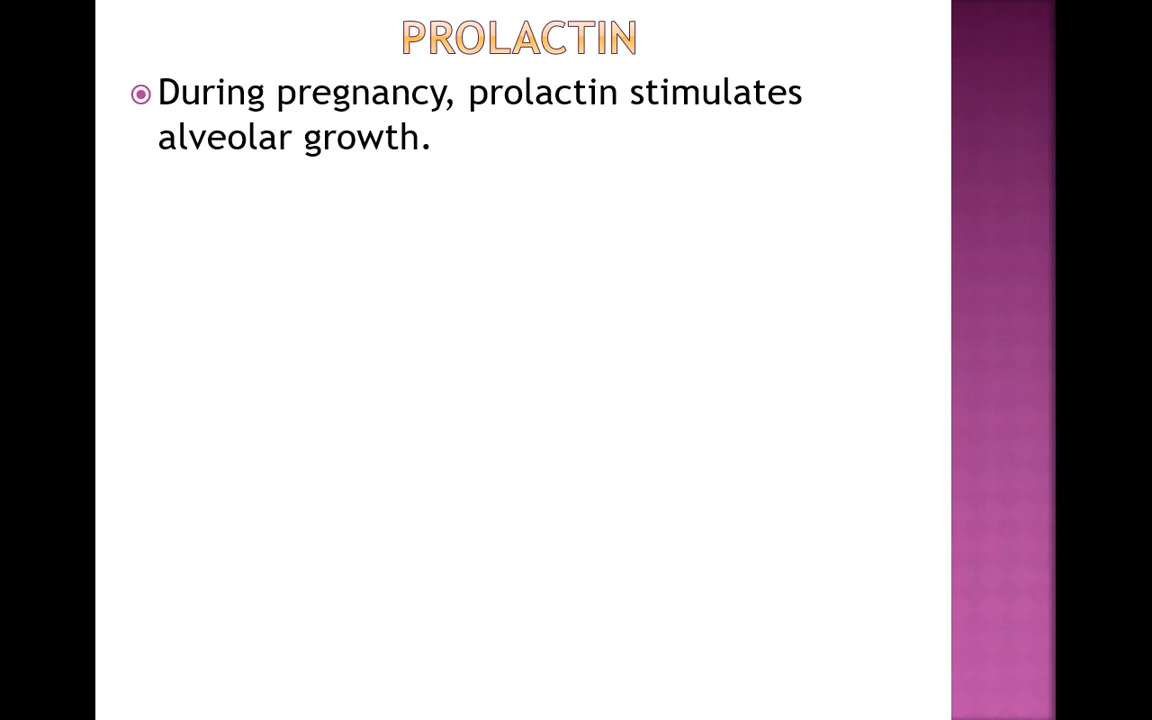 PROLACTIN
During pregnancy, prolactin stimulates
alveolar growth.